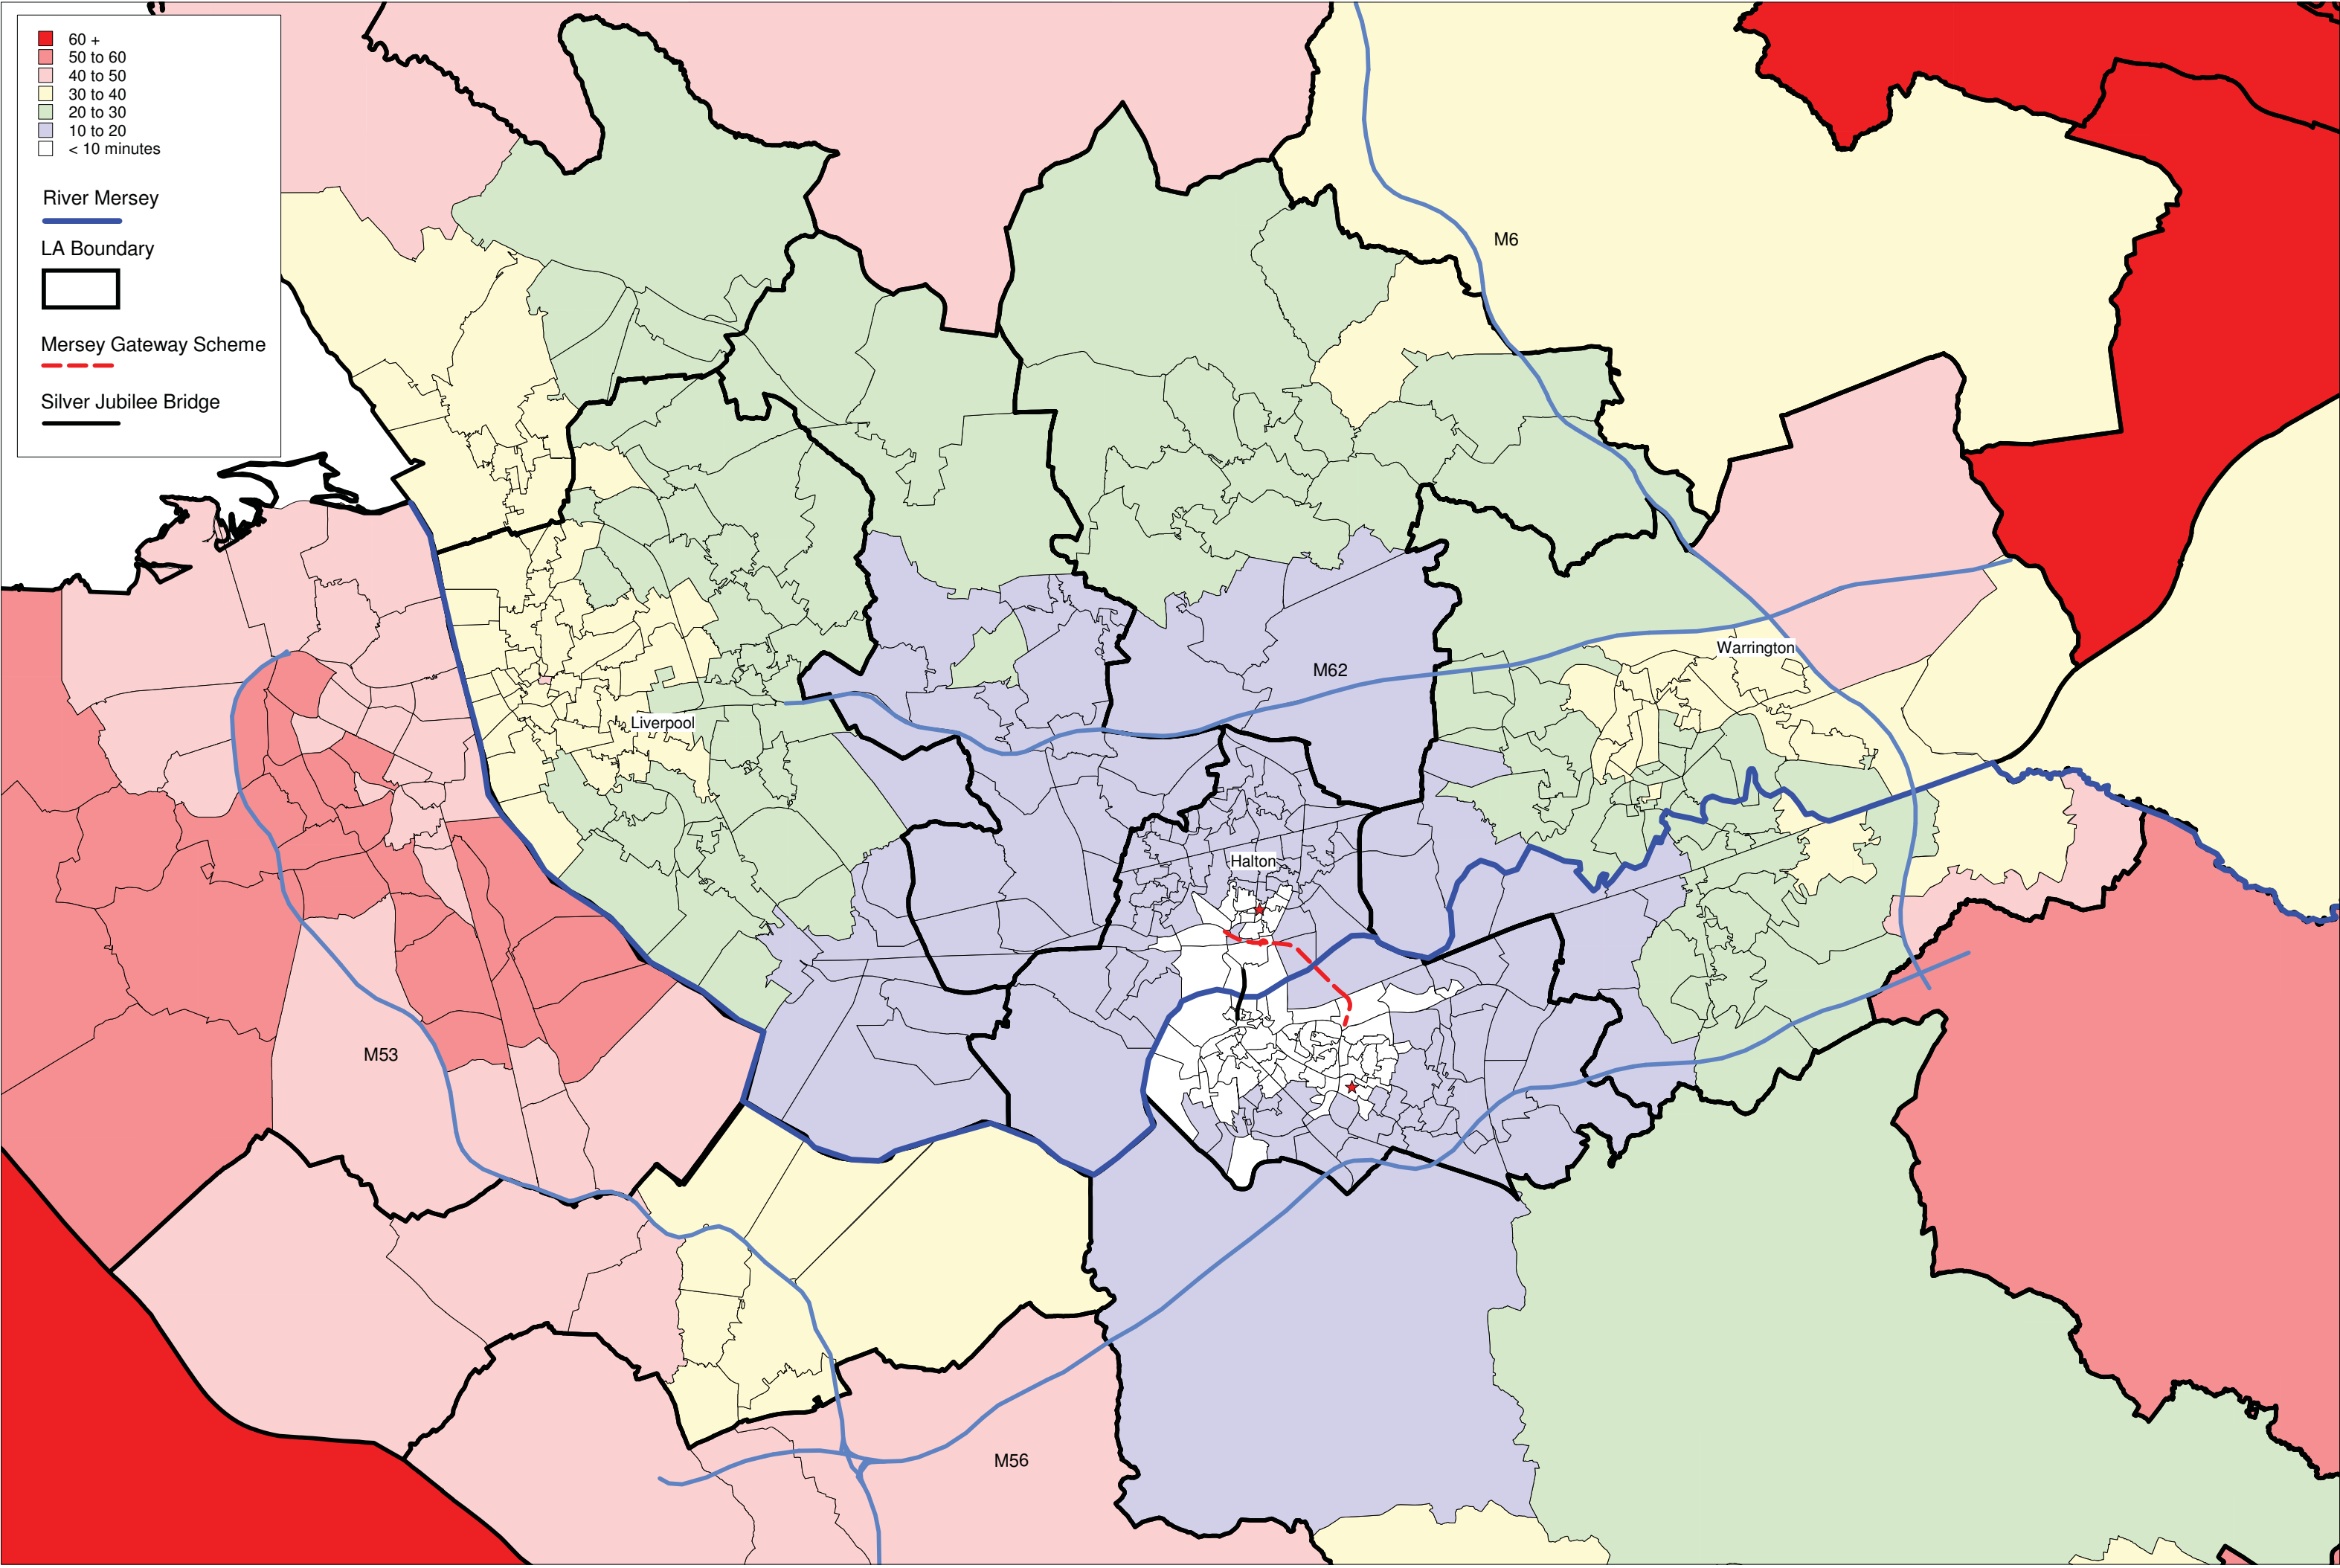 60 +
50 to 60
40 to 50
30 to 40
20 to 30
10 to 20
< 10 minutes
River Mersey
LA Boundary
Mersey Gateway Scheme
Silver Jubilee Bridge
M6
Warrington
M62
Liverpool
Halton
M53
M56